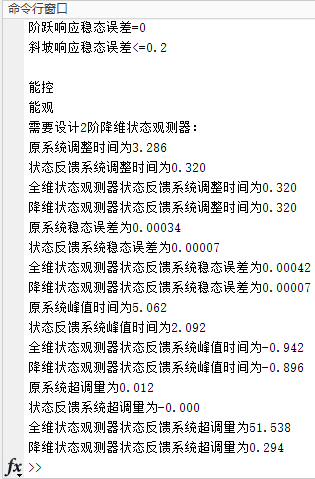 命令行窗口
阶跃响应稳态误差=0
斜坡响应稳态误差<=0.2
能控
能观
需要设计2阶降维状态观测器:
原系统调整时间为3.286
状态反馈系统调整时间为0.320
全维状态观测器状态反馈系统调整时间为0.320
降维状态观测器状态反馈系统调整时间为0.320
原系统稳态误差为0.00034
状态反馈系统稳态误差为0.00007
全维状态观测器状态反馈系统稳态误差为0.00042
降维状态观测器状态反馈系统稳态误差为0.00007
原系统峰值时间为5.062
状态反馈系统峰值时间为2.092
全维状态观测器状态反馈系统峰值时间为-0.942
降维状态观测器状态反馈系统峰值时间为-0.896
原系统超调量为0.012
状态反馈系统超调量为-0.000
全维状态观测器状态反馈系统超调量为51.538
降维状态观测器状态反馈系统超调量为0.294
fx >>